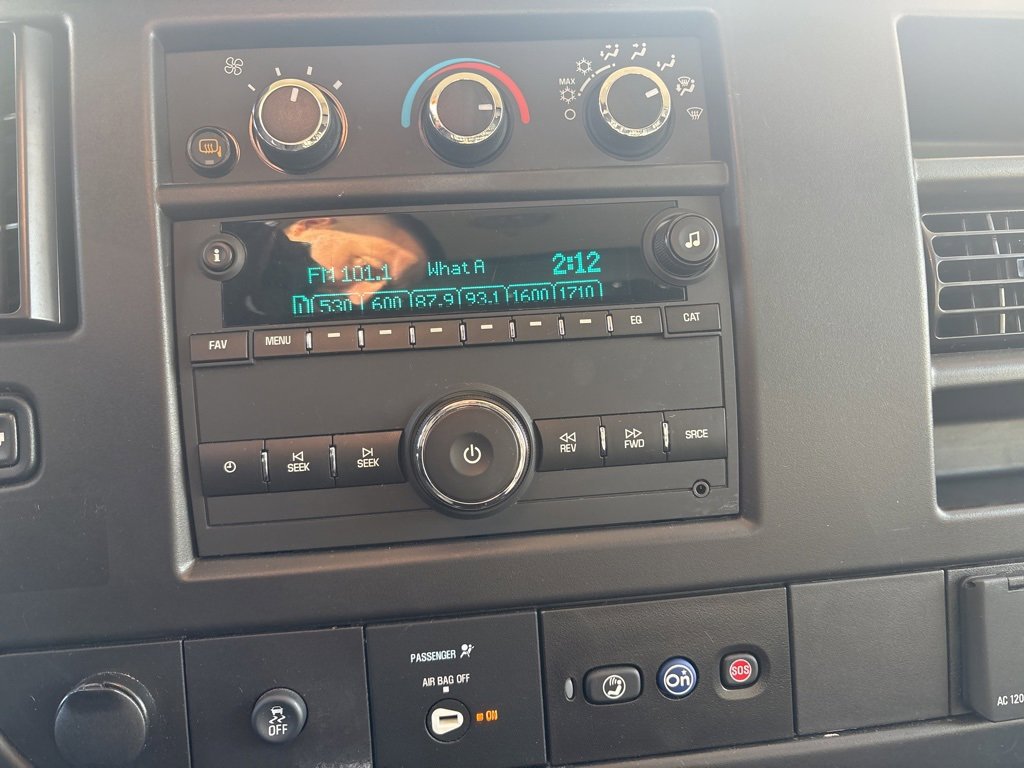 MAX
i
FM 101.1 What A 2:12
530 600 87.9 93.1 1600 1710
FAV MENU EQ CAT
SEEK SEEK REV FWD SRCE
PASSENGER
AIR BAG OFF
ON
OFF
On
SOS
AC 120